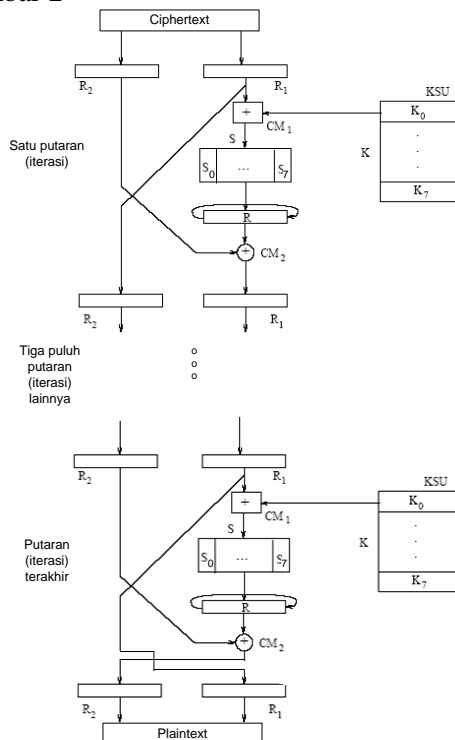 Ciphertext
R2 R1
KSU
+ CM1 K0
Satu putaran
(iterasi)
S K
S0 ... S7
K7
R
+ CM2
R2 R1
Tiga puluh
putaran
(iterasi)
lainnya
o
o
o
R2 R1
KSU
+ CM1 K0
S K
Putaran
(iterasi)
terakhir
S0 ... S7
K7
R
+ CM2
R2 R1
Plaintext